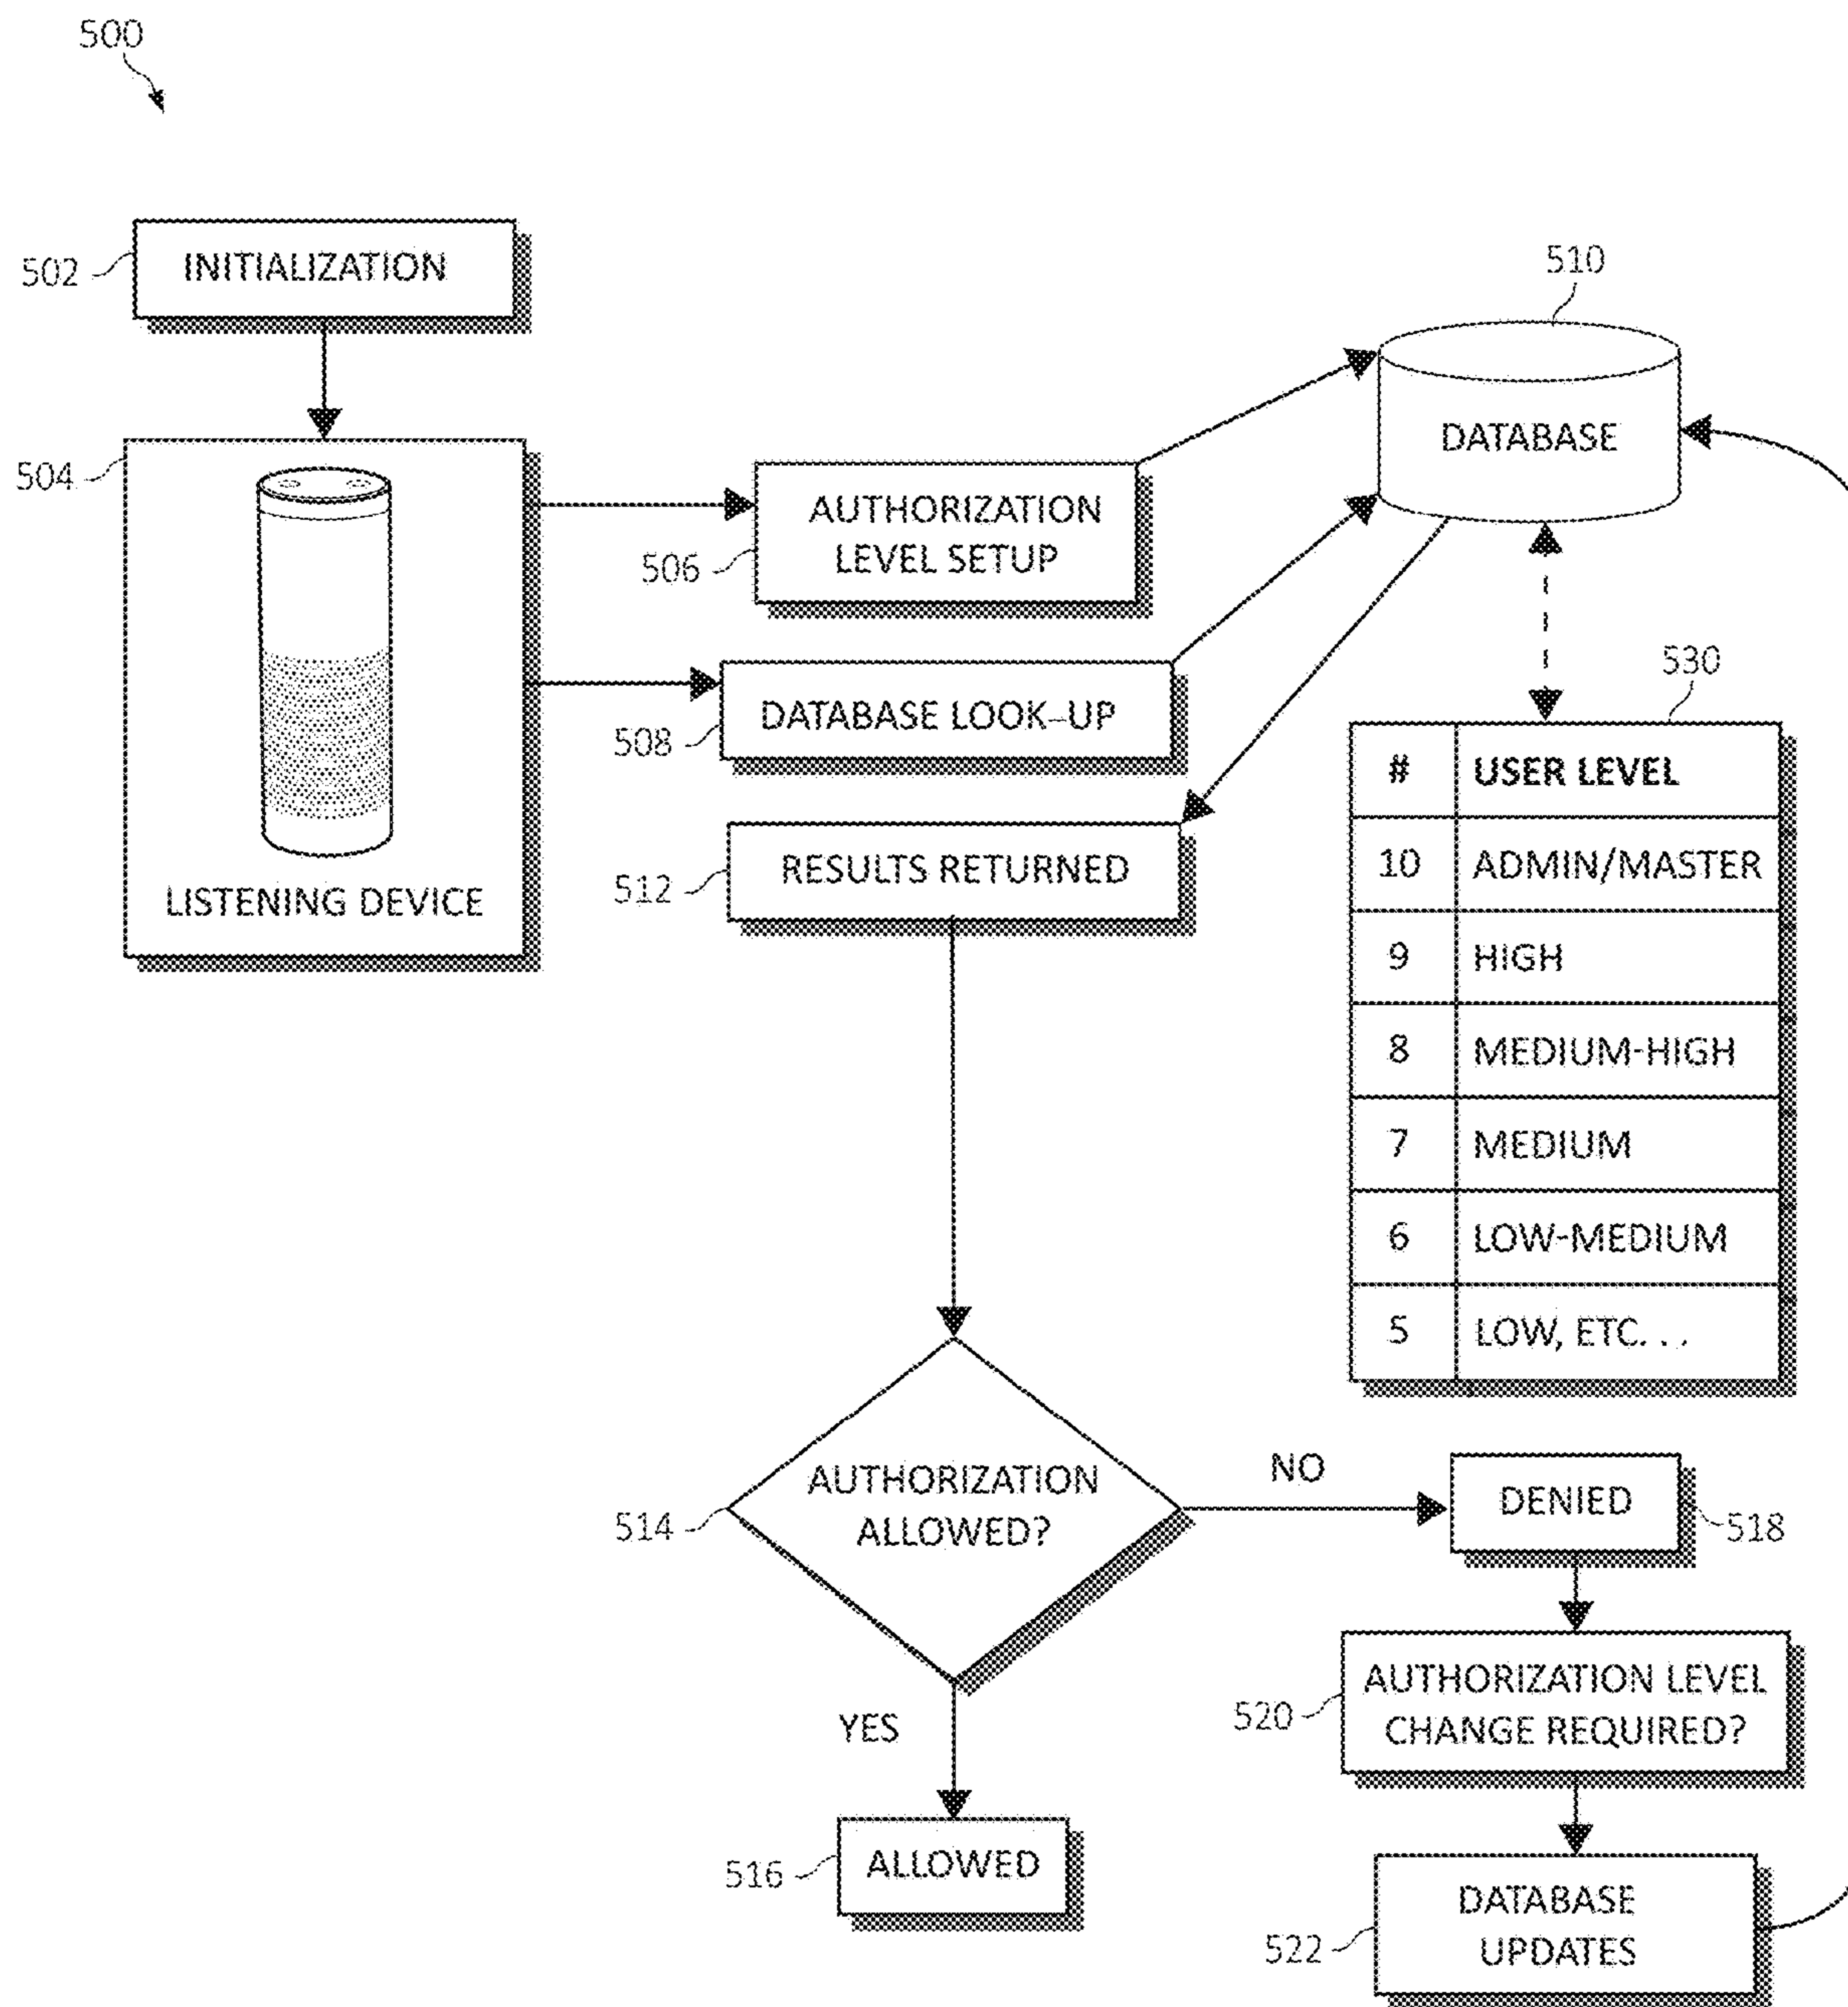 500
502
INITIALIZATION
504
LISTENING DEVICE
506
AUTHORIZATION
LEVEL SETUP
508
DATABASE LOOK-UP
510
DATABASE
512
RESULTS RETURNED
530
# USER LEVEL
10 ADMIN/MASTER
9 HIGH
8 MEDIUM-HIGH
7 MEDIUM
6 LOW-MEDIUM
5 LOW, ETC. . .
514
AUTHORIZATION
ALLOWED?
NO
DENIED
518
YES
516
ALLOWED
520
AUTHORIZATION LEVEL
CHANGE REQUIRED?
522
DATABASE
UPDATES